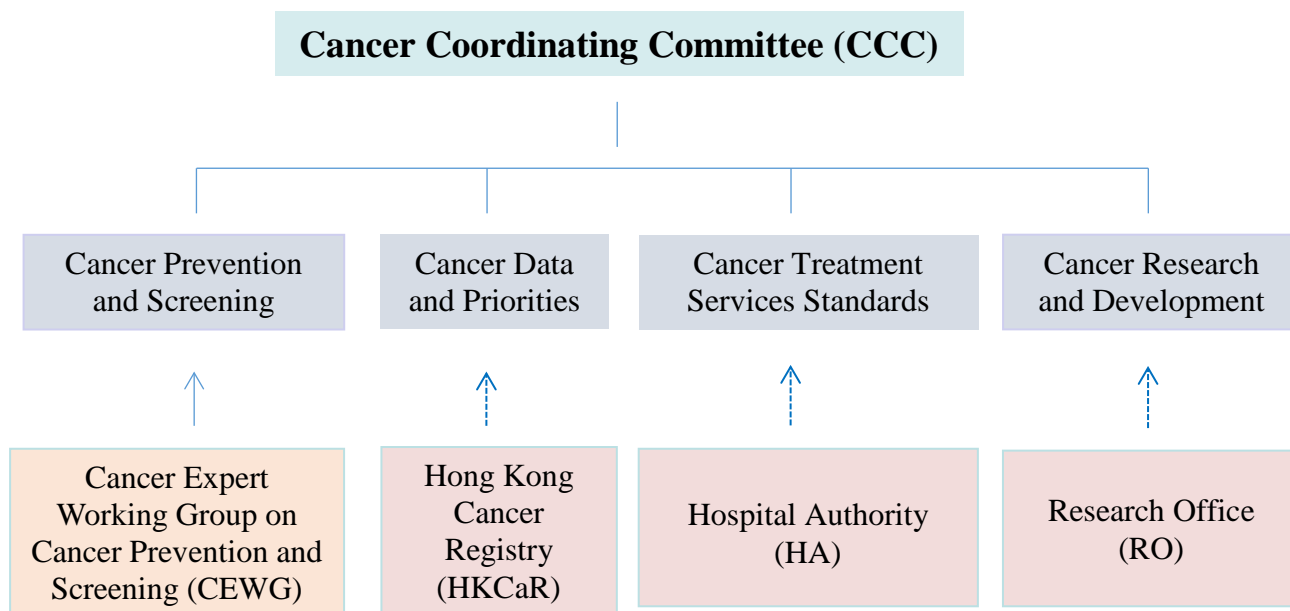 Cancer Coordinating Committee (CCC)
Cancer Prevention
and Screening
Cancer Data
and Priorities
Cancer Treatment
Services Standards
Cancer Research
and Development
Cancer Expert
Working Group on
Cancer Prevention and
Screening (CEWG)
Hong Kong
Cancer
Registry
(HKCaR)
Hospital Authority
(HA)
Research Office
(RO)